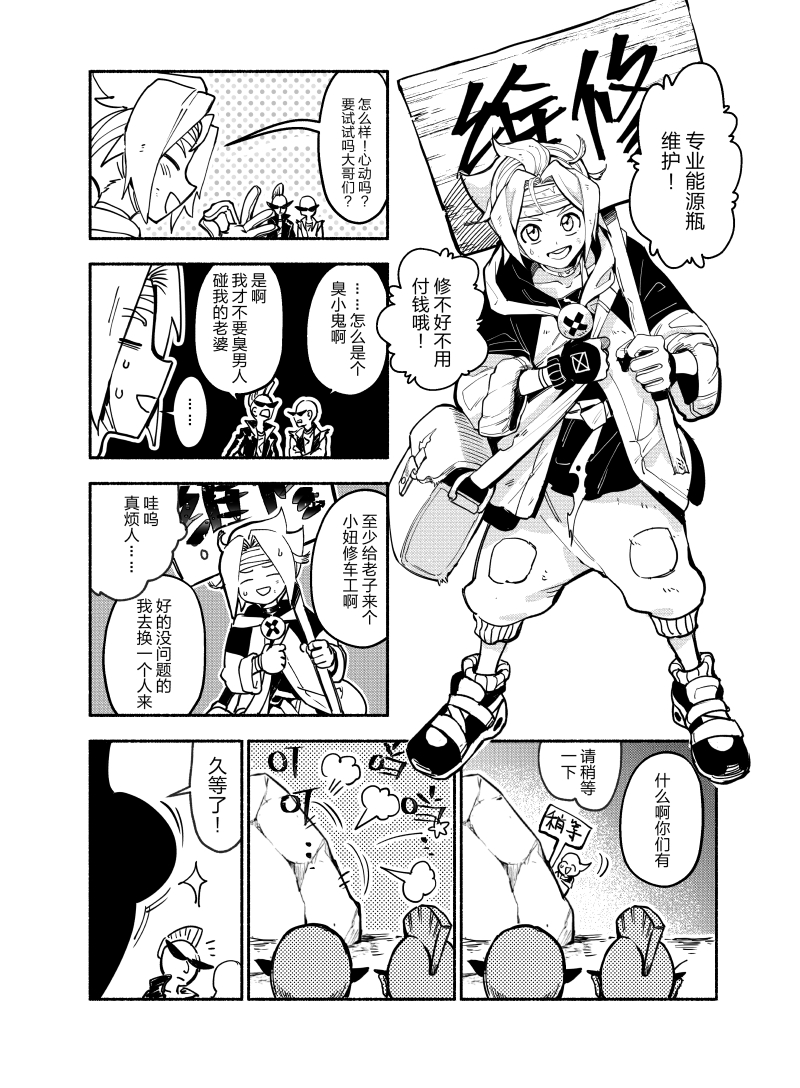 维修
专业能源瓶
维护！
修不好不用
付钱哦！
怎么样！心动吗？
要试试吗大哥们？
……怎么是个
臭小鬼啊
是啊
我才不要臭男人
碰我的老婆
……
至少给老子来个
小妞修车工啊
维修
哇呜
真烦人……
好的没问题的
我去换一个人来
什么啊你们有
请稍等
一下
稍等
叮
叮
咣
久等了！